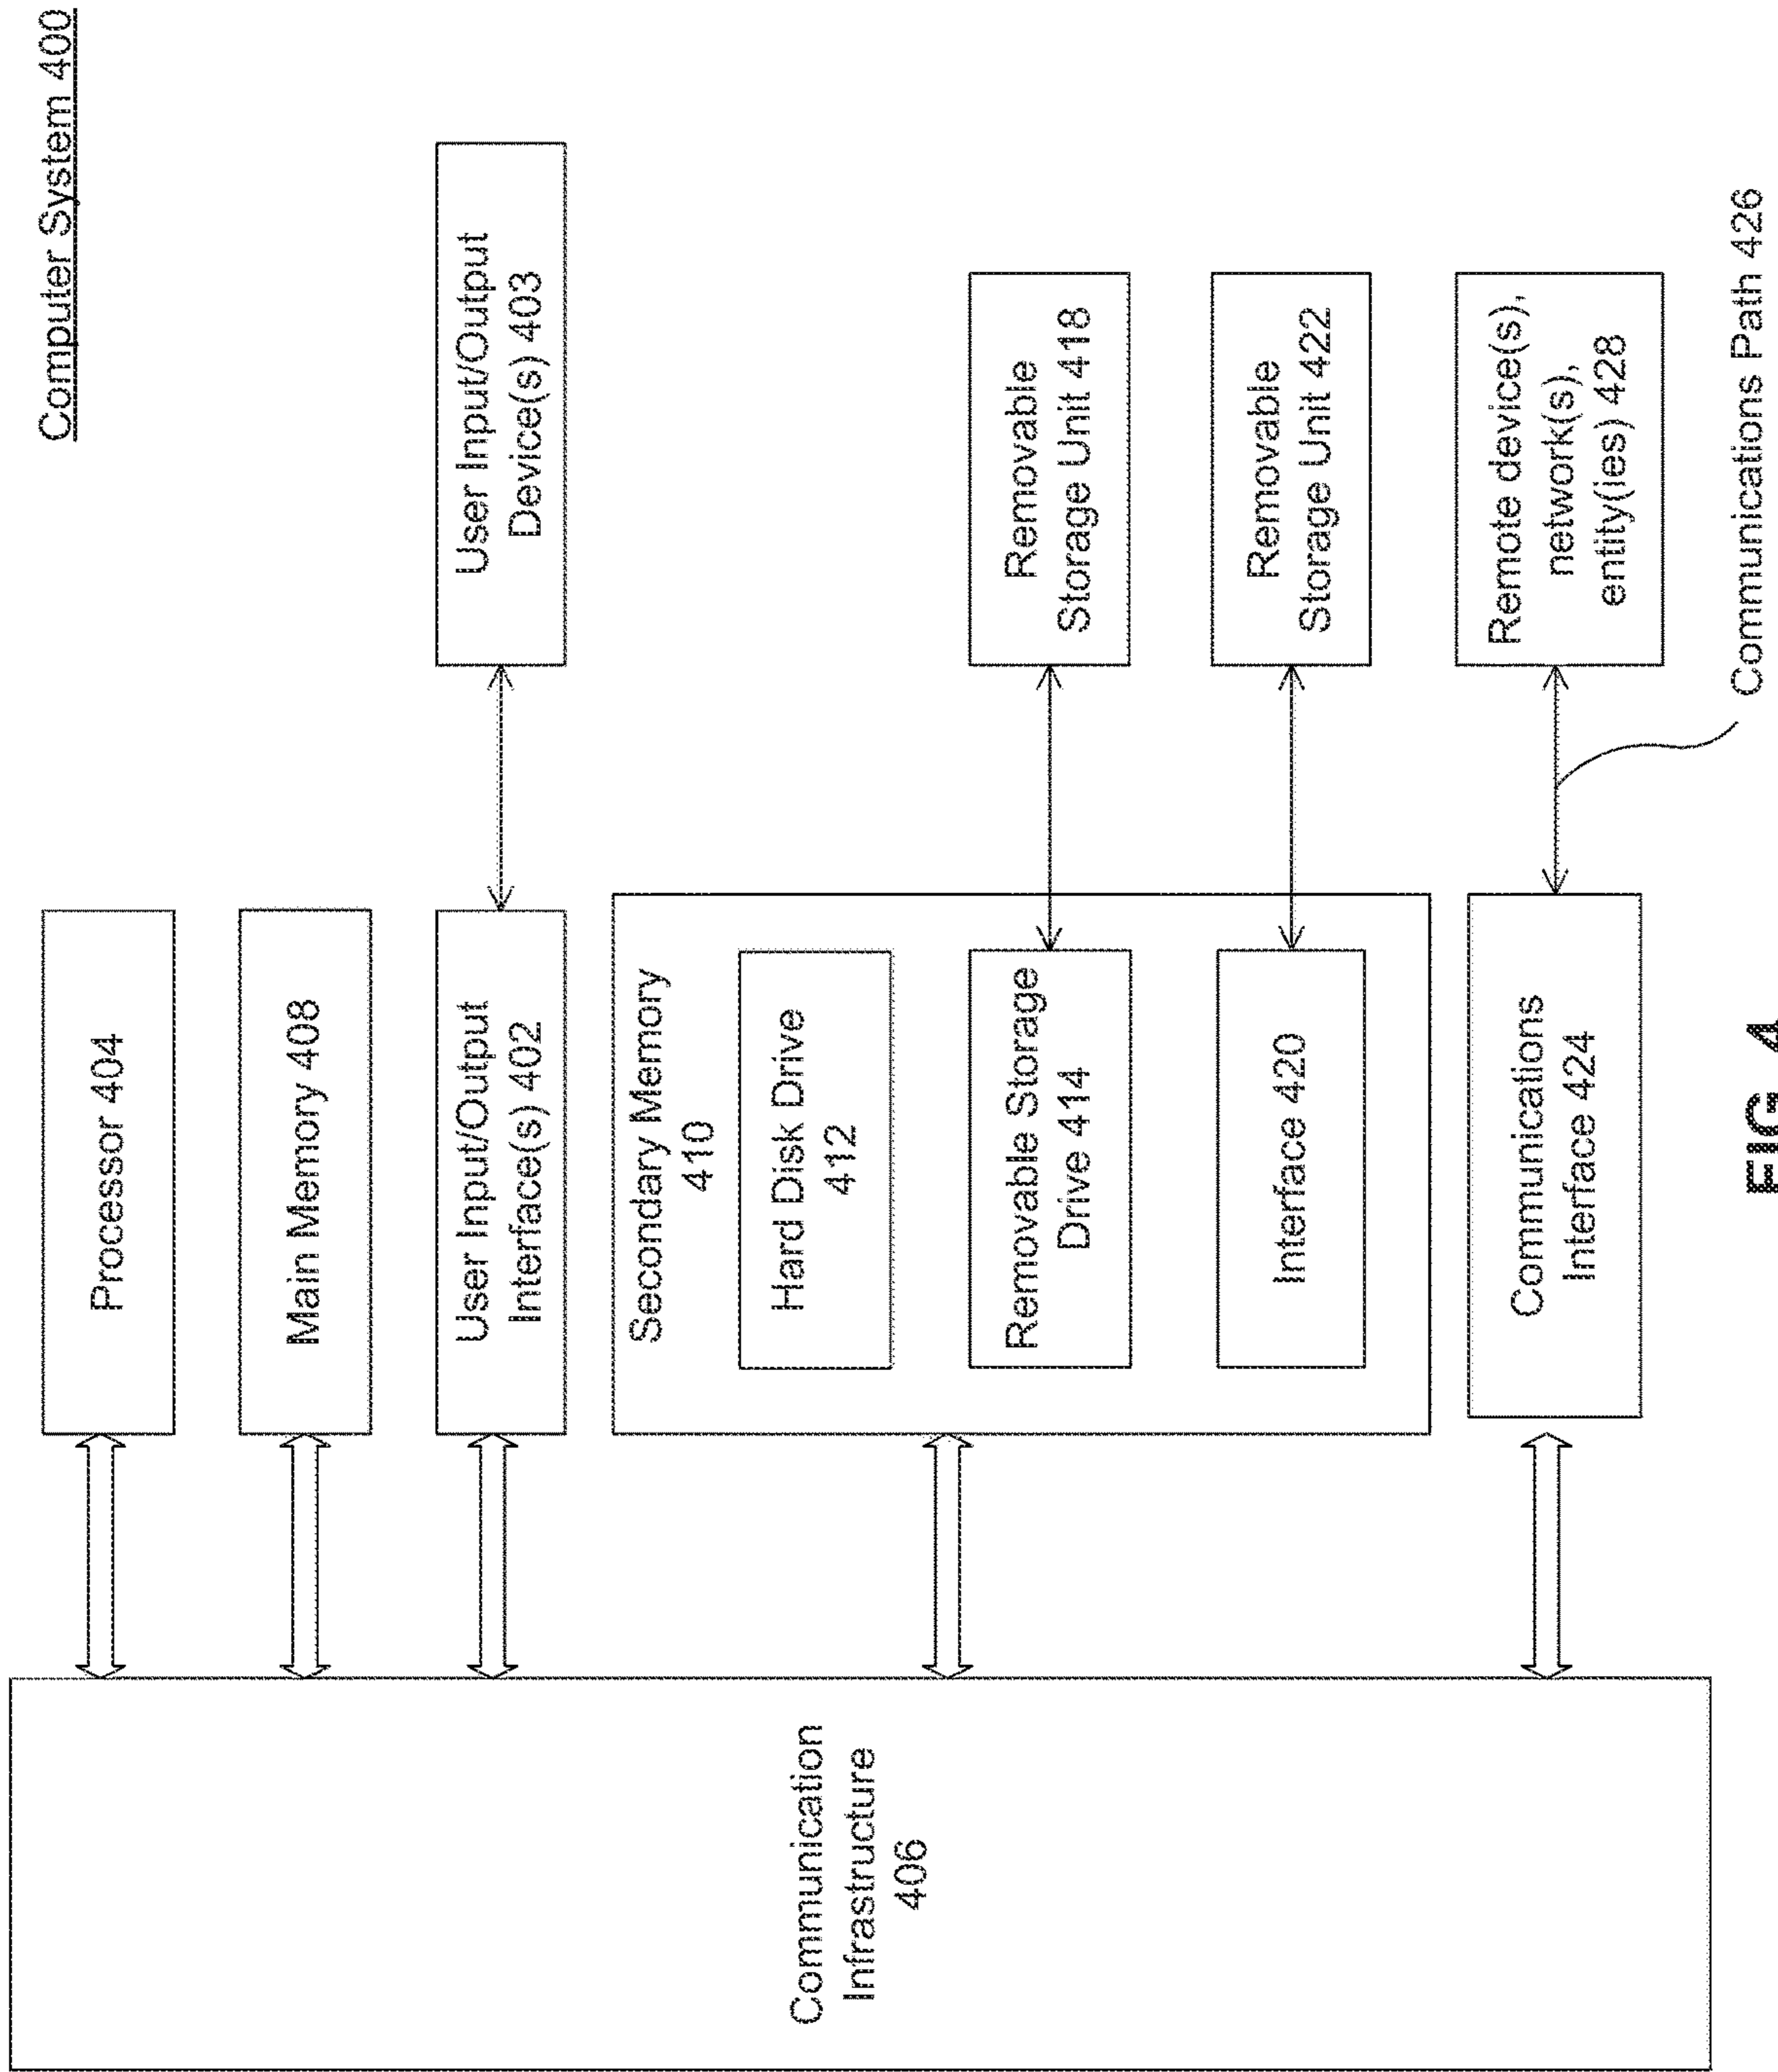 Computer System 400
Processor 404
Main Memory 408
User Input/Output
Interface(s) 402
User Input/Output
Device(s) 403
Secondary Memory
410
Hard Disk Drive
412
Removable Storage
Drive 414
Removable
Storage Unit 418
Interface 420
Removable
Storage Unit 422
Communications
Interface 424
Remote device(s),
network(s),
entity(ies) 428
Communications Path 426
Communication
Infrastructure
406
FIG. 4